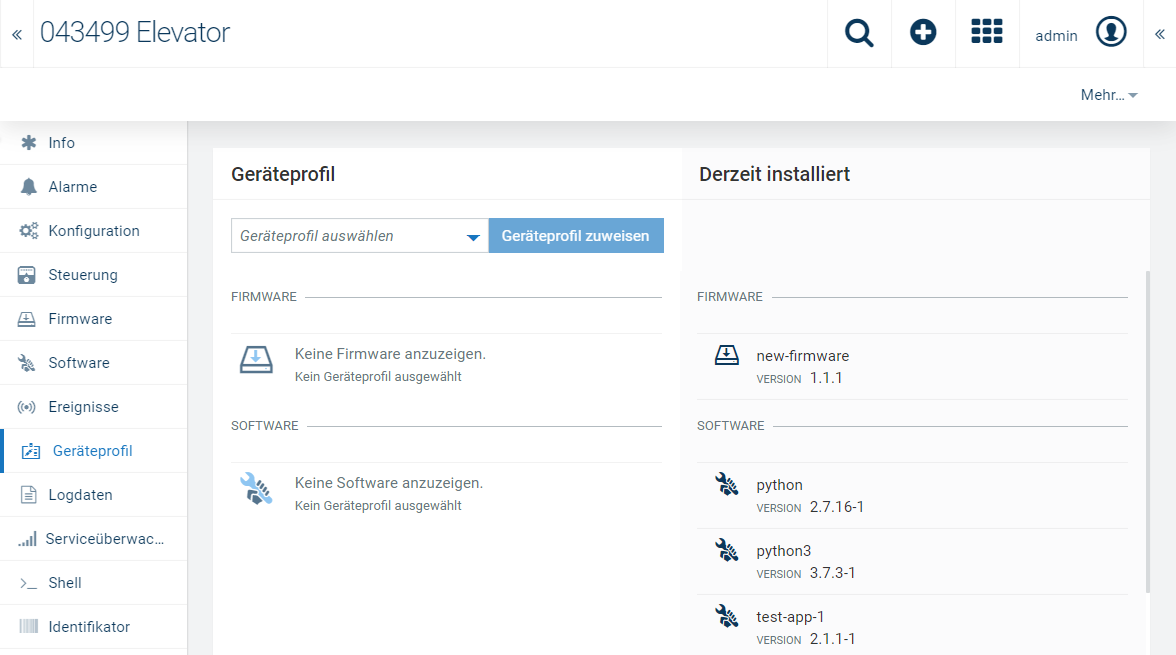 « 043499 Elevator admin «
Mehr...
Info
Alarme
Konfiguration
Steuerung
Firmware
Software
Ereignisse
Geräteprofil
Logdaten
Serviceüberwac...
Shell
Identifikator
Geräteprofil
Geräteprofil auswählen Geräteprofil zuweisen
FIRMWARE
Keine Firmware anzuzeigen.
Kein Geräteprofil ausgewählt
SOFTWARE
Keine Software anzuzeigen.
Kein Geräteprofil ausgewählt
Derzeit installiert
FIRMWARE
new-firmware
VERSION 1.1.1
SOFTWARE
python
VERSION 2.7.16-1
python3
VERSION 3.7.3-1
test-app-1
VERSION 2.1.1-1